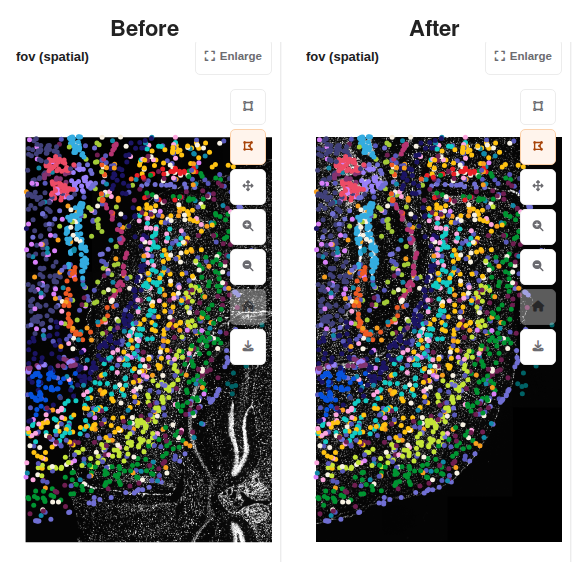 Before
After
fov (spatial)
Enlarge
fov (spatial)
Enlarge